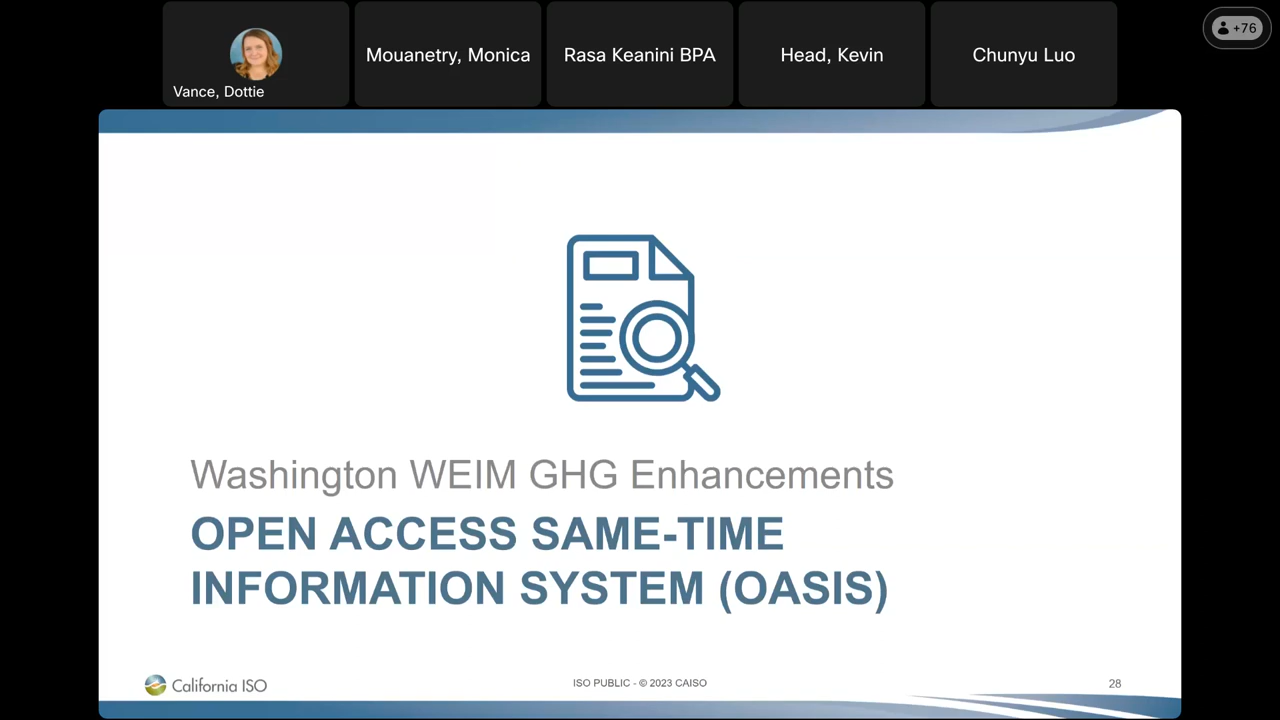 Vance, Dottie
Mouanetry, Monica
Rasa Keanini BPA
Head, Kevin
Chunyu Luo
+76
Washington WEIM GHG Enhancements
OPEN ACCESS SAME-TIME
INFORMATION SYSTEM (OASIS)
California ISO
ISO PUBLIC - © 2023 CAISO
28